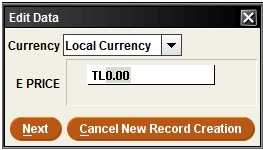 Edit Data
Currency Local Currency
TL0.00
E PRICE
Next Cancel New Record Creation